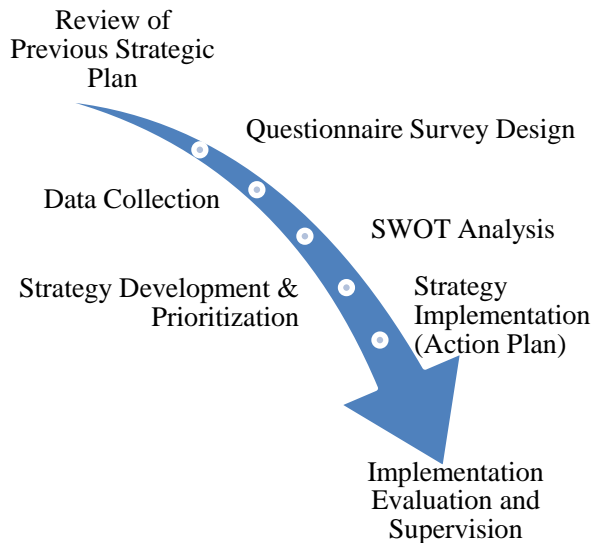 Review of
Previous Strategic
Plan
Questionnaire Survey Design
Data Collection
SWOT Analysis
Strategy Development &
Prioritization
Strategy
Implementation
(Action Plan)
Implementation
Evaluation and
Supervision